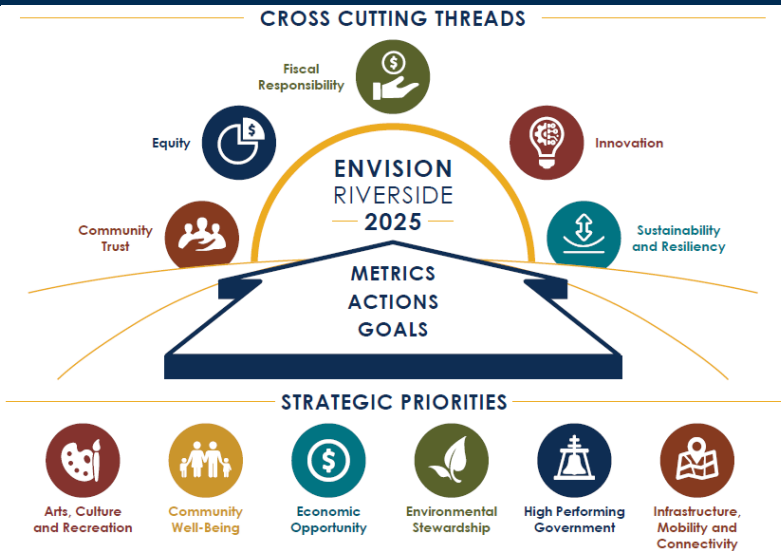 CROSS CUTTING THREADS
Fiscal
Responsibility
$
Equity
$
Innovation
ENVISION
RIVERSIDE
2025
Community
Trust
Sustainability
and Resiliency
METRICS
ACTIONS
GOALS
STRATEGIC PRIORITIES
$
Arts, Culture
and Recreation
Community
Well-Being
Economic
Opportunity
Environmental
Stewardship
High Performing
Government
Infrastructure,
Mobility and
Connectivity